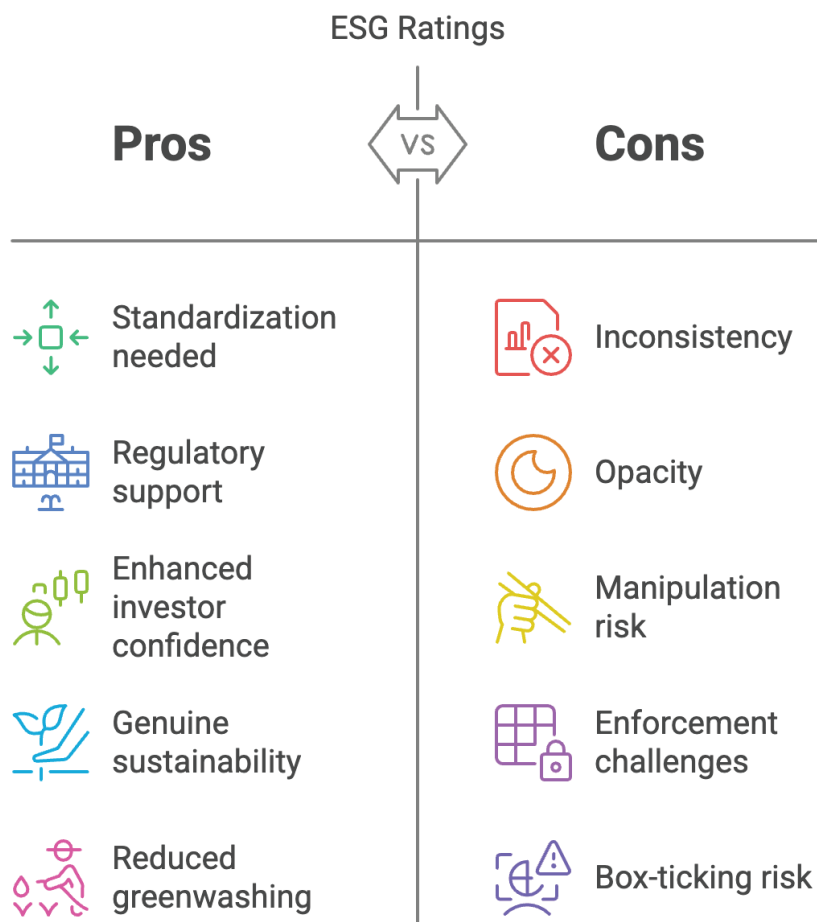 ESG Ratings
Pros
VS
Cons
Standardization
needed
Inconsistency
Regulatory
support
Opacity
Enhanced
investor
confidence
Manipulation
risk
Genuine
sustainability
Enforcement
challenges
Reduced
greenwashing
Box-ticking risk